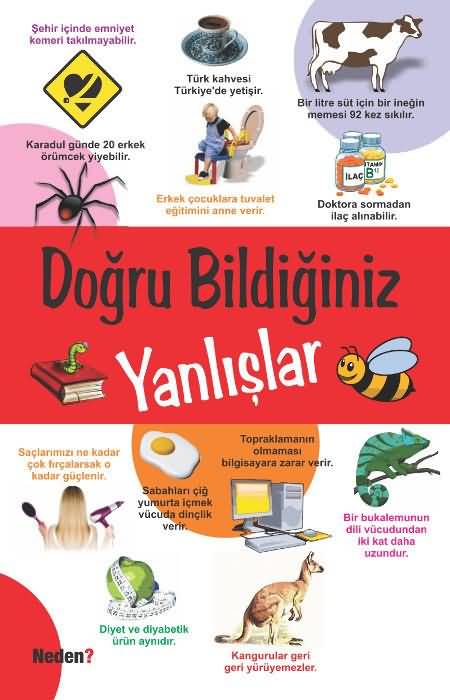 Şehir içinde emniyet
kemeri takılmayabilir.
Türk kahvesi
Türkiye'de yetişir.
Bir litre süt için bir ineğin
memesi 92 kez sıkılır.
Karadul günde 20 erkek
örümcek yiyebilir.
Erkek çocuklara tuvalet
eğitimini anne verir.
İLAÇ
VİTAMİN
B12
Doktora sormadan
ilaç alınabilir.
Doğru Bildiğiniz
Yanlışlar
Saçlarımızı ne kadar
çok fırçalarsak o
kadar güçlenir.
Sabahları çiğ
yumurta içmek
vücuda dinçlik
verir.
Topraklamanın
olmaması
bilgisayara zarar verir.
Bir bukalemunun
dili vücudundan
iki kat daha
uzundur.
Diyet ve diyabetik
ürün aynıdır.
Kangurular geri
geri yürüyemezler.
Neden?